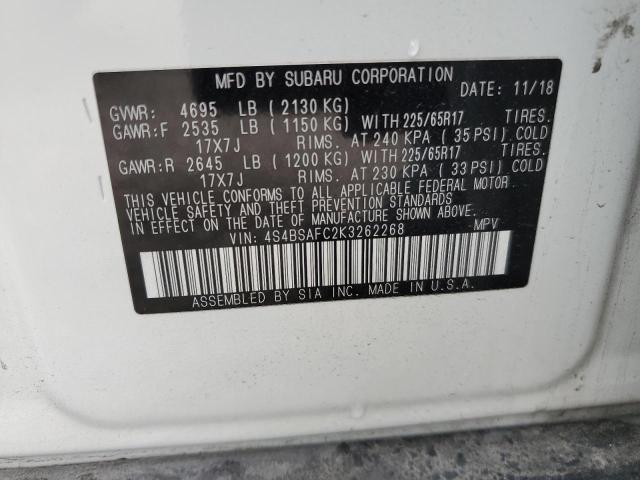 MFD BY SUBARU CORPORATION DATE: 11/18
GVWR: 4695 LB ( 2130 KG)
GAWR:F 2535 LB ( 1150 KG) WITH 225/65R17 TIRES.
17X7J RIMS. AT 240 KPA ( 35 PSI) COLD
GAWR:R 2645 LB ( 1200 KG) WITH 225/65R17 TIRES.
17X7J RIMS. AT 230 KPA ( 33 PSI) COLD
THIS VEHICLE CONFORMS TO ALL APPLICABLE FEDERAL MOTOR
VEHICLE SAFETY AND THEFT PREVENTION STANDARDS
IN EFFECT ON THE DATE OF MANUFACTURE SHOWN ABOVE.
VIN: 4S4BSAFC2K3262268 MPV
ASSEMBLED BY SIA INC. MADE IN U.S.A.